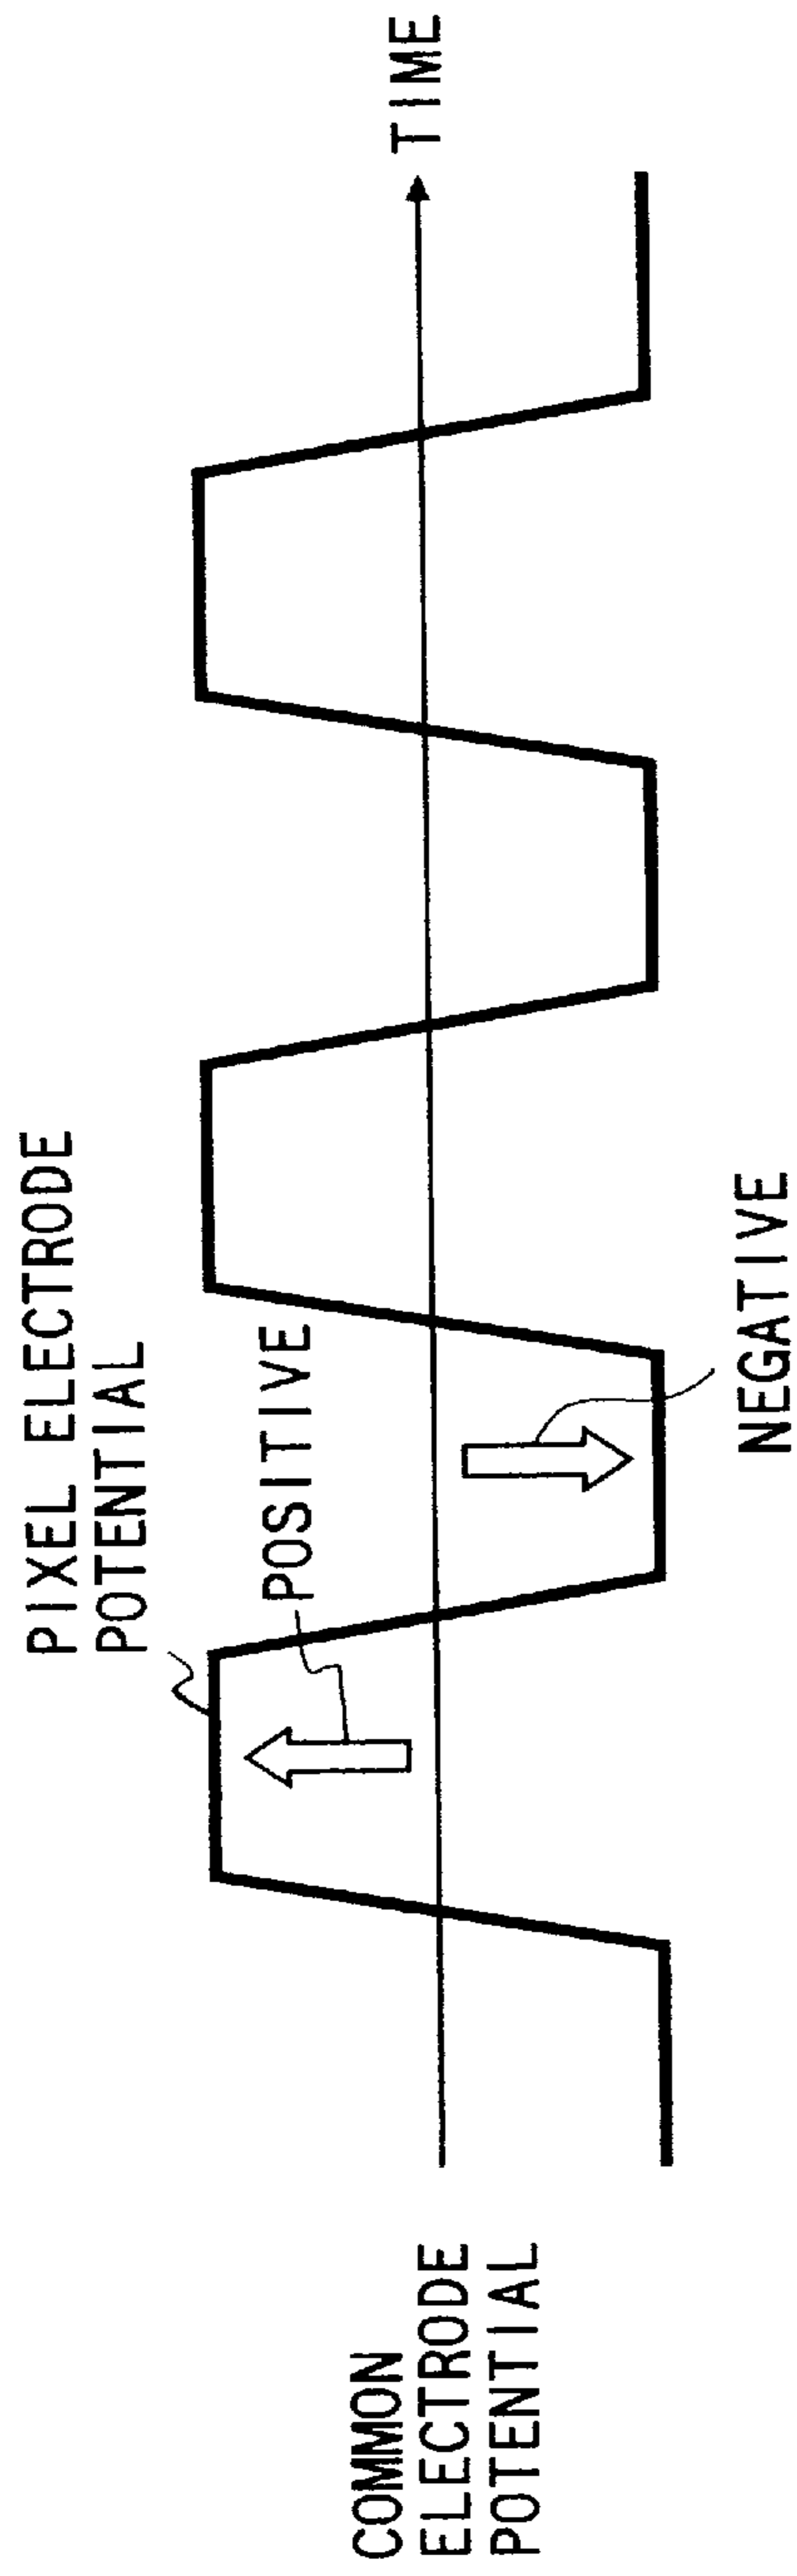 PIXEL ELECTRODE
POTENTIAL
POSITIVE
COMMON
ELECTRODE
POTENTIAL
TIME
NEGATIVE